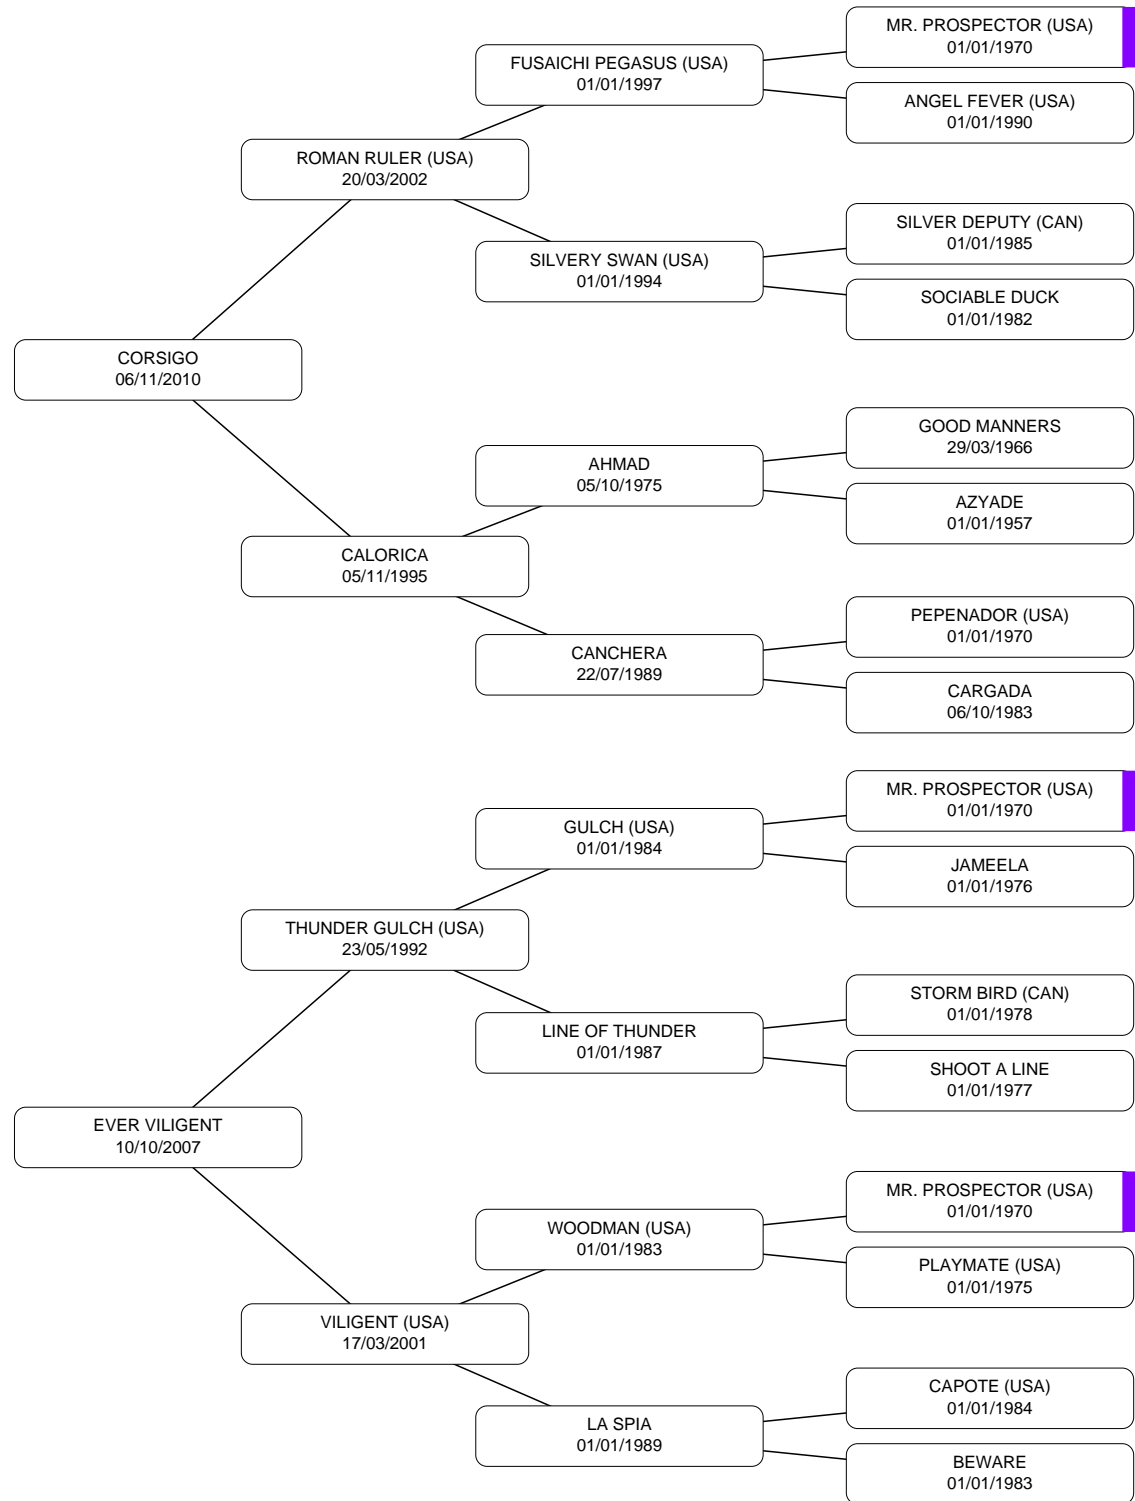 MR. PROSPECTOR (USA)
01/01/1970
FUSAICHI PEGASUS (USA)
01/01/1997
ANGEL FEVER (USA)
01/01/1990
ROMAN RULER (USA)
20/03/2002
SILVER DEPUTY (CAN)
01/01/1985
SILVERY SWAN (USA)
01/01/1994
SOCIABLE DUCK
01/01/1982
CORSIGO
06/11/2010
GOOD MANNERS
29/03/1966
AHMAD
05/10/1975
AZYADE
01/01/1957
CALORICA
05/11/1995
PEPENADOR (USA)
01/01/1970
CANCHERA
22/07/1989
CARGADA
06/10/1983
MR. PROSPECTOR (USA)
01/01/1970
GULCH (USA)
01/01/1984
JAMEELA
01/01/1976
THUNDER GULCH (USA)
23/05/1992
STORM BIRD (CAN)
01/01/1978
LINE OF THUNDER
01/01/1987
SHOOT A LINE
01/01/1977
EVER VILIGENT
10/10/2007
MR. PROSPECTOR (USA)
01/01/1970
WOODMAN (USA)
01/01/1983
PLAYMATE (USA)
01/01/1975
VILIGENT (USA)
17/03/2001
CAPOTE (USA)
01/01/1984
LA SPIA
01/01/1989
BEWARE
01/01/1983